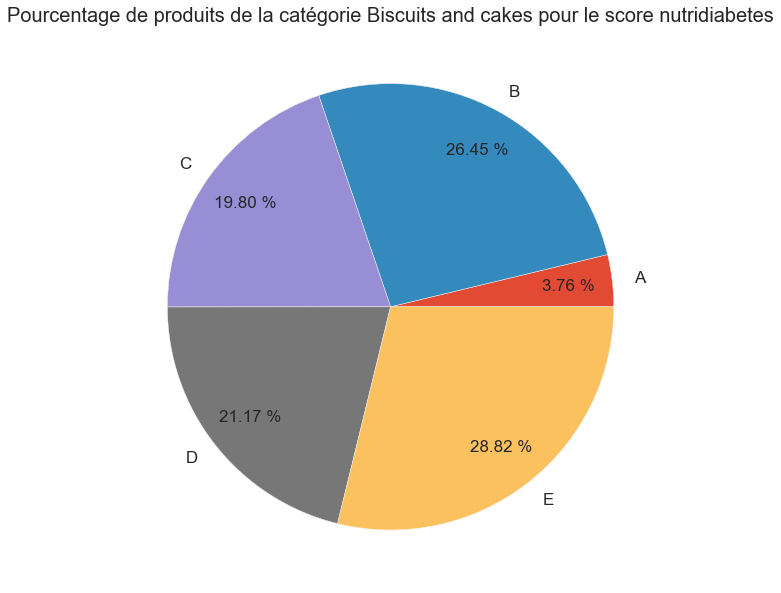 Pourcentage de produits de la catégorie Biscuits and cakes pour le score nutridiabetes
B
26.45 %
C
19.80 %
A
3.76 %
21.17 %
D
28.82 %
E